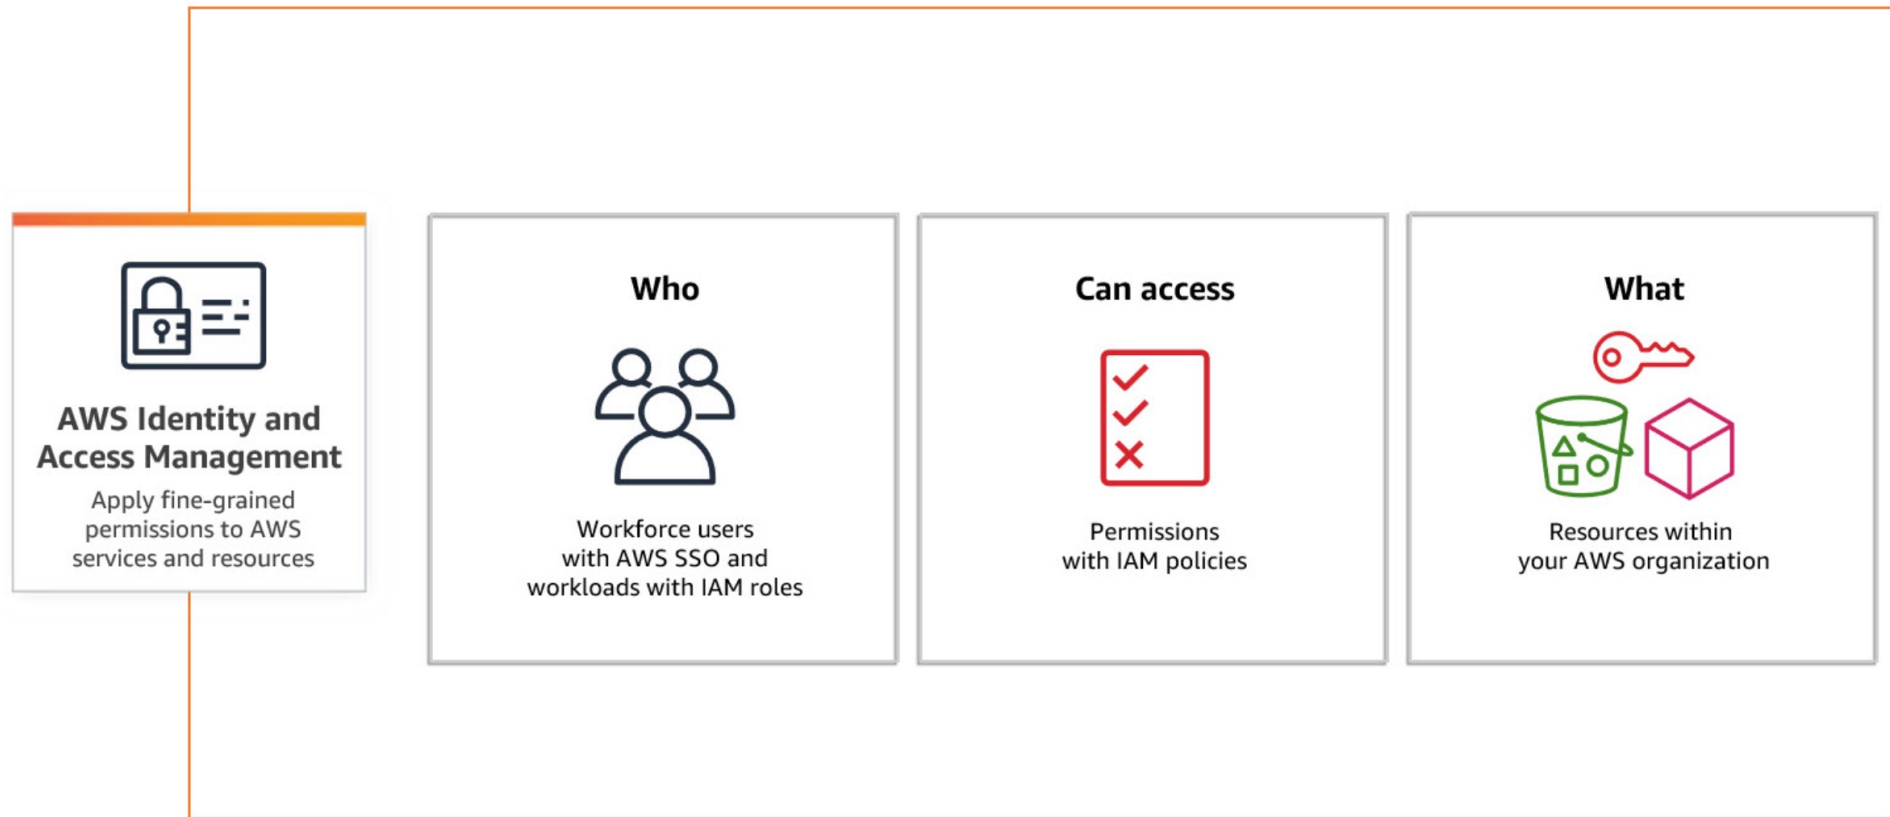 AWS Identity and
Access Management
Apply fine-grained
permissions to AWS
services and resources
Who
Workforce users
with AWS SSO and
workloads with IAM roles
Can access
Permissions
with IAM policies
What
Resources within
your AWS organization